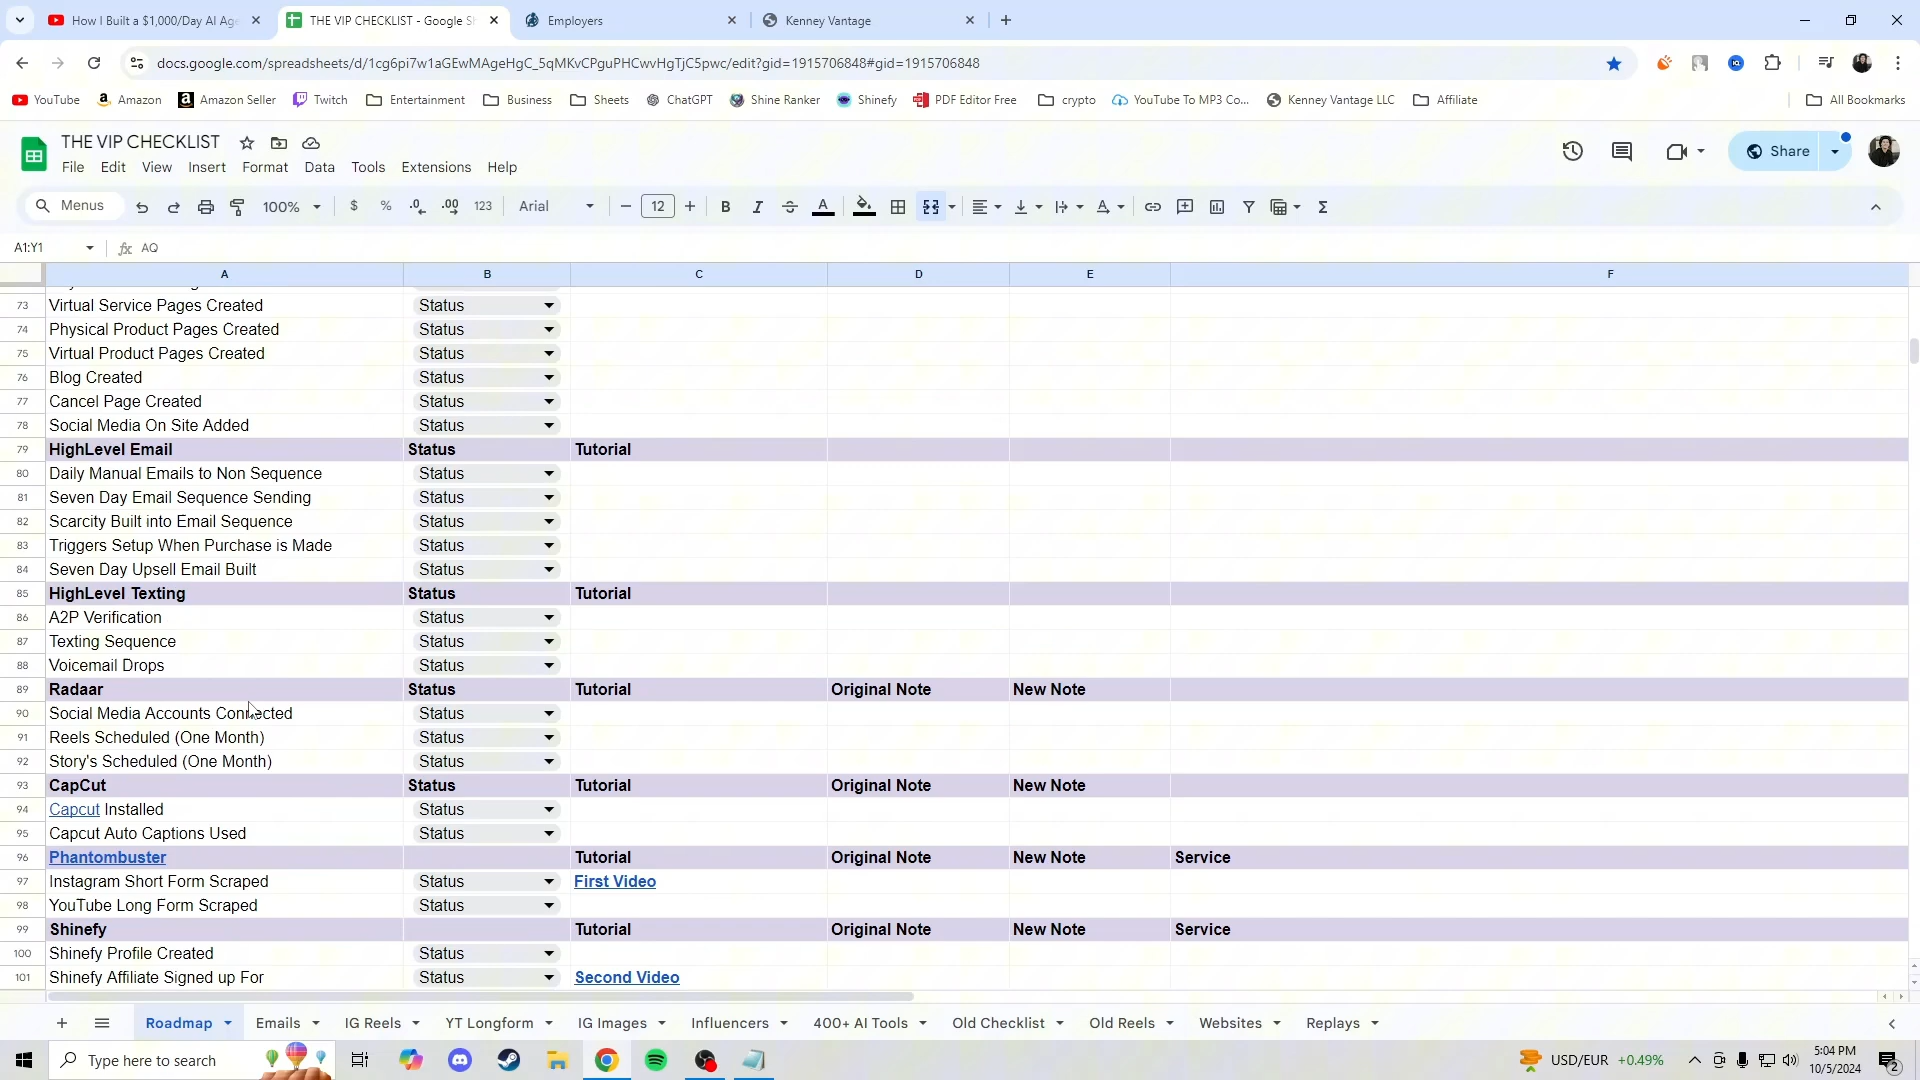 How I Built a $1,000/Day AI Age
THE VIP CHECKLIST - Google Sh
Employers
Kenney Vantage
docs.google.com/spreadsheets/d/1cg6pi7w1aGEwMAgeHgC_5qMKvCPguPHCwvHgTjC5pwc/edit?gid=1915706848#gid=1915706848
YouTube Amazon Amazon Seller Twitch Entertainment Business Sheets ChatGPT Shine Ranker Shinefy PDF Editor Free crypto YouTube To MP3 Co... Kenney Vantage LLC Affiliate All Bookmarks
THE VIP CHECKLIST
Share
File Edit View Insert Format Data Tools Extensions Help
Menus 100% $ % .0 .00 123 Arial 12 B I A
A1:Y1 fx AQ
A B C D E F
73 Virtual Service Pages Created Status
74 Physical Product Pages Created Status
75 Virtual Product Pages Created Status
76 Blog Created Status
77 Cancel Page Created Status
78 Social Media On Site Added Status
79 HighLevel Email Status Tutorial
80 Daily Manual Emails to Non Sequence Status
81 Seven Day Email Sequence Sending Status
82 Scarcity Built into Email Sequence Status
83 Triggers Setup When Purchase is Made Status
84 Seven Day Upsell Email Built Status
85 HighLevel Texting Status Tutorial
86 A2P Verification Status
87 Texting Sequence Status
88 Voicemail Drops Status
89 Radaar Status Tutorial Original Note New Note
90 Social Media Accounts Connected Status
91 Reels Scheduled (One Month) Status
92 Story's Scheduled (One Month) Status
93 CapCut Status Tutorial Original Note New Note
94 Capcut Installed Status
95 Capcut Auto Captions Used Status
96 Phantombuster Tutorial Original Note New Note Service
97 Instagram Short Form Scraped Status First Video
98 YouTube Long Form Scraped Status
99 Shinefy Tutorial Original Note New Note Service
100 Shinefy Profile Created Status
101 Shinefy Affiliate Signed up For Status Second Video
Roadmap Emails IG Reels YT Longform IG Images Influencers 400+ AI Tools Old Checklist Old Reels Websites Replays
Type here to search
USD/EUR +0.49%
5:04 PM
10/5/2024
2